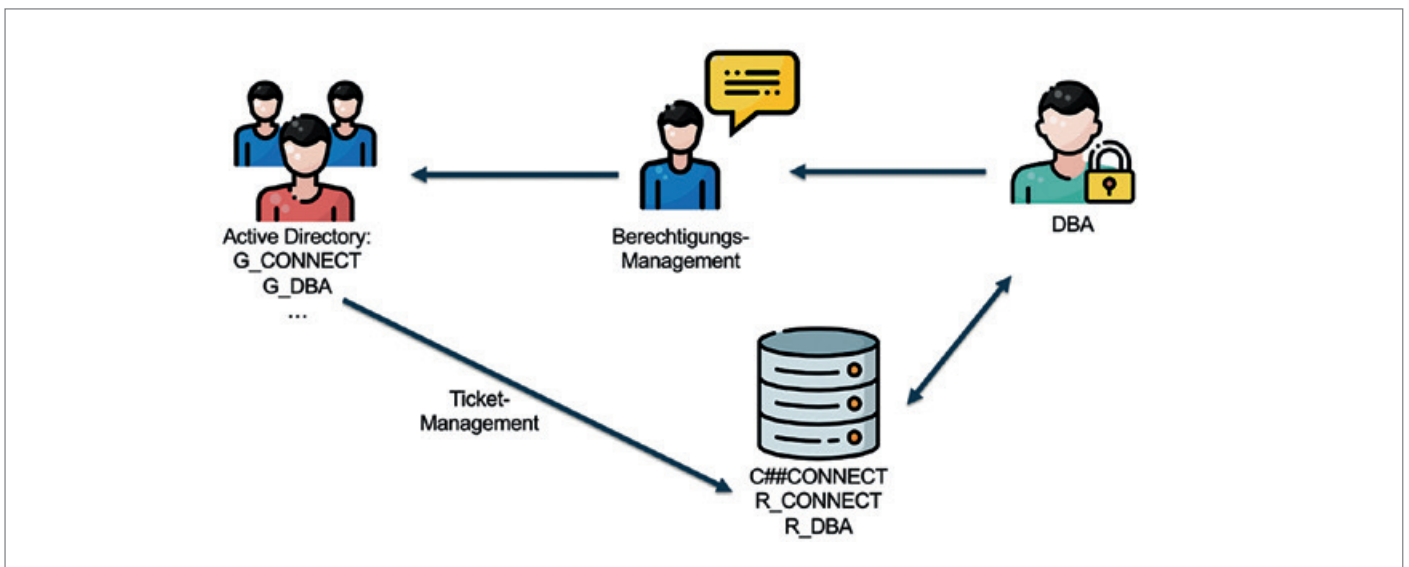 Active Directory:
G_CONNECT
G_DBA
...
Berechtigungs-
Management
DBA
Ticket-
Management
C##CONNECT
R_CONNECT
R_DBA